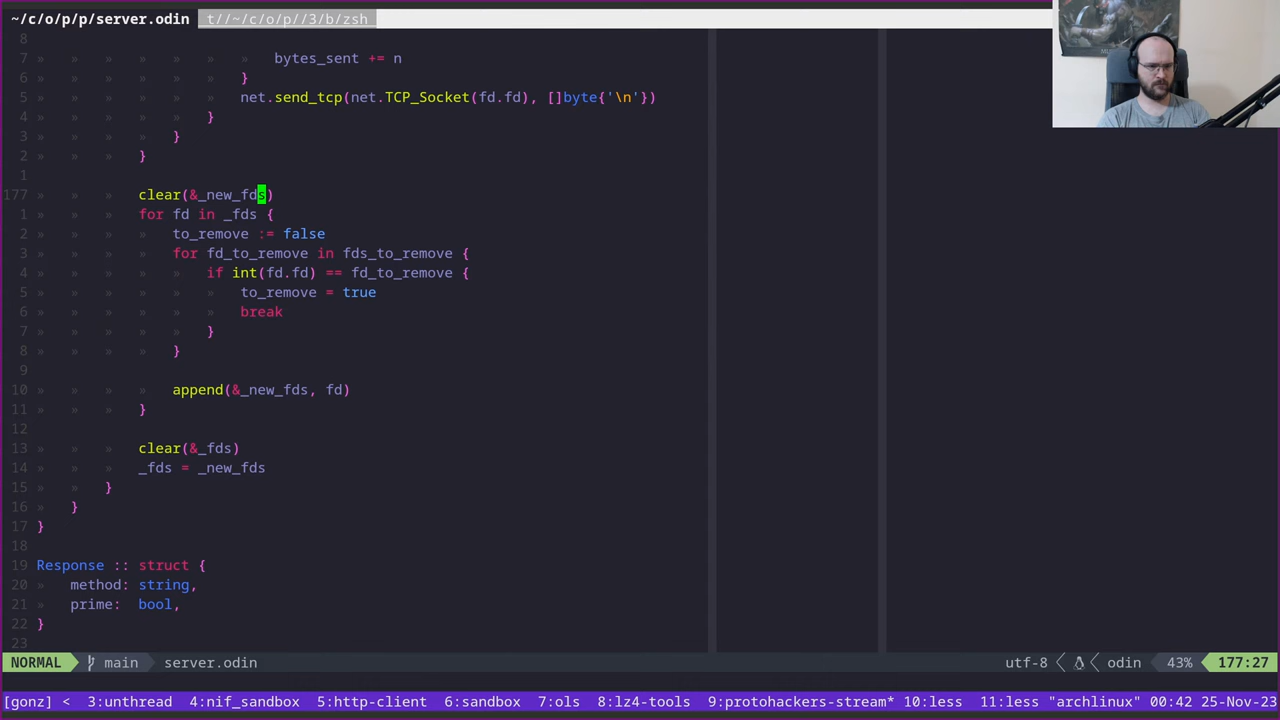 ~/c/o/p/p/server.odin t//~/c/o/p//3/b/zsh
8
7 » » » » » » » bytes_sent += n
6 » » » » » » }
5 » » » » » » net.send_tcp(net.TCP_Socket(fd.fd), []byte{'\n'})
4 » » » » » }
3 » » » » }
2 » » » }
1
177 » » » clear(&_new_fds)
1 » » » for fd in _fds {
2 » » » » to_remove := false
3 » » » » for fd_to_remove in fds_to_remove {
4 » » » » » if int(fd.fd) == fd_to_remove {
5 » » » » » » to_remove = true
6 » » » » » » break
7 » » » » » }
8 » » » » }
9
10 » » » » append(&_new_fds, fd)
11 » » » }
12
13 » » » clear(&_fds)
14 » » » _fds = _new_fds
15 » » }
16 » }
17 }
18
19 Response :: struct {
20 » method: string,
21 » prime: bool,
22 }
23
NORMAL main server.odin utf-8 odin 43% 177:27
[gonz] < 3:unthread 4:nif_sandbox 5:http-client 6:sandbox 7:ols 8:lz4-tools 9:protohackers-stream* 10:less 11:less "archlinux" 00:42 25-Nov-23